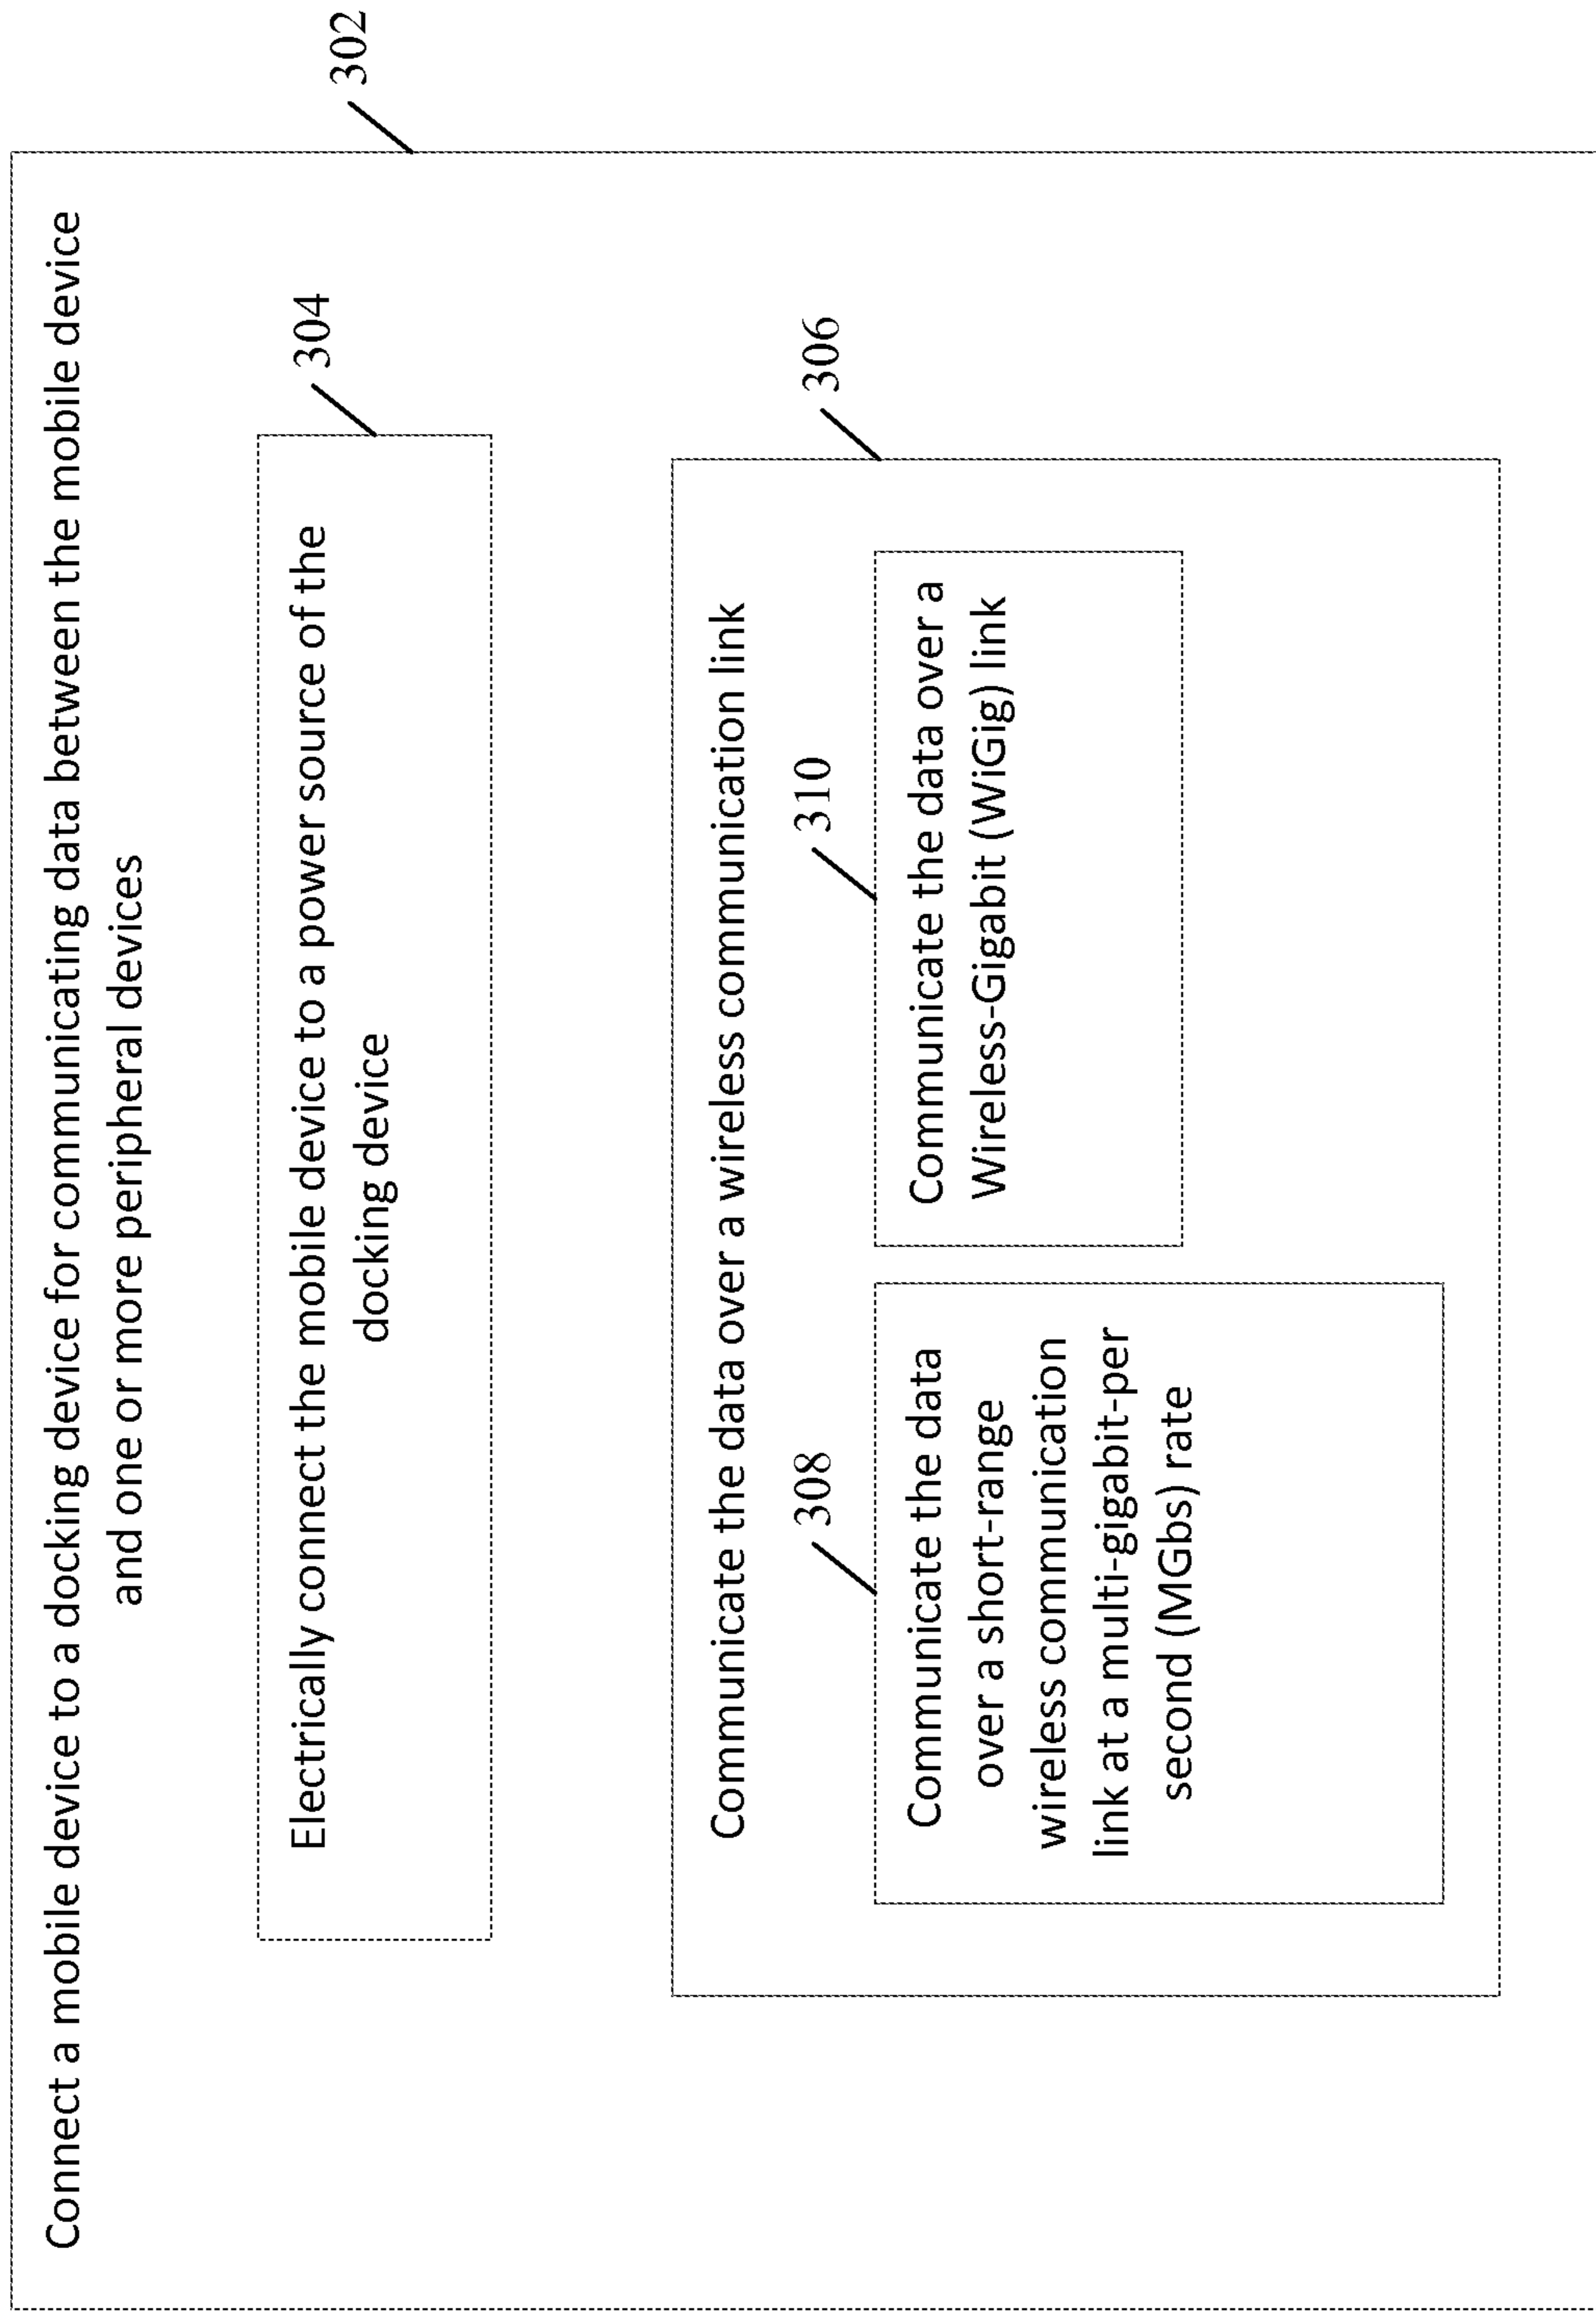 302
Connect a mobile device to a docking device for communicating data between the mobile device
and one or more peripheral devices
304
Electrically connect the mobile device to a power source of the
docking device
306
Communicate the data over a wireless communication link
308
Communicate the data
over a short-range
wireless communication
link at a multi-gigabit-per
second (MGbs) rate
310
Communicate the data over a
Wireless-Gigabit (WiGig) link